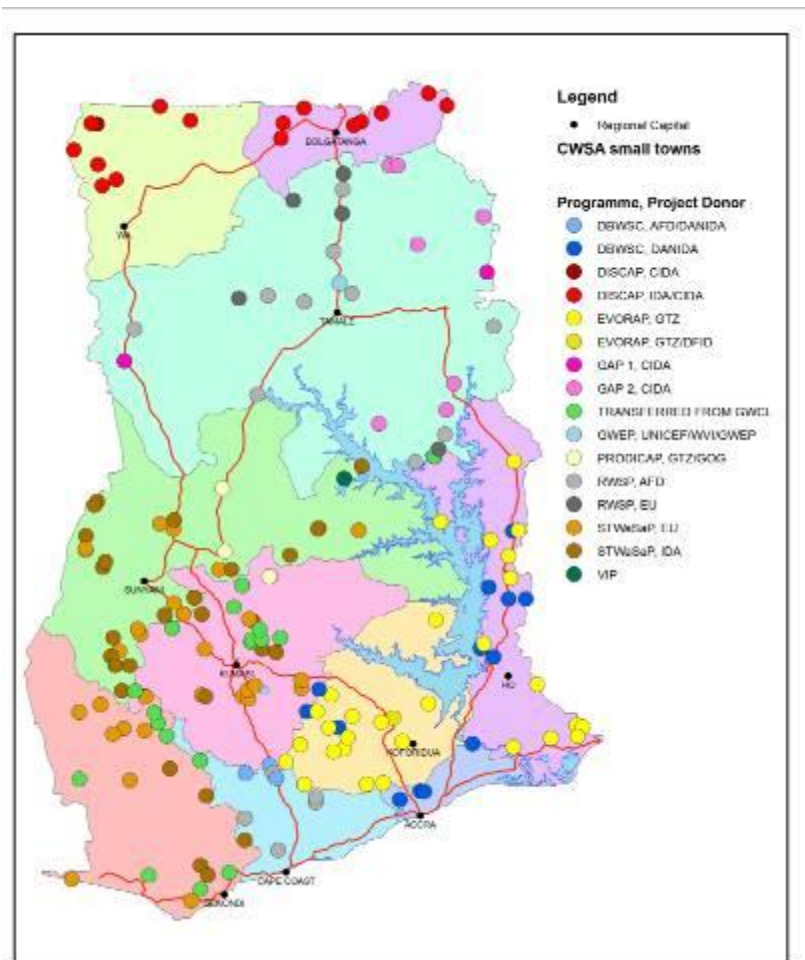 Legend
Regional Capital
CWSA small towns
Programme, Project Donor
DBWSC, AFD/DANIDA
DBWSC, DANIDA
DISCAP, CIDA
DISCAP, IDA/CIDA
EVORAP, GTZ
EVORAP, GTZ/DFID
GAP 1, CIDA
GAP 2, CIDA
TRANSFERRED FROM GWCL
GWEP, UNICEF/WVI/GWEP
PRODICAP, GTZ/GOG
RWSP, AFD
RWSP, EU
STWaSaP, EU
STWaSaP, IDA
VIP
BOLGATANGA
WA
TAMALE
SUNYANI
KUMASI
HO
KOFORIDUA
ACCRA
CAPE COAST
SEKONDI